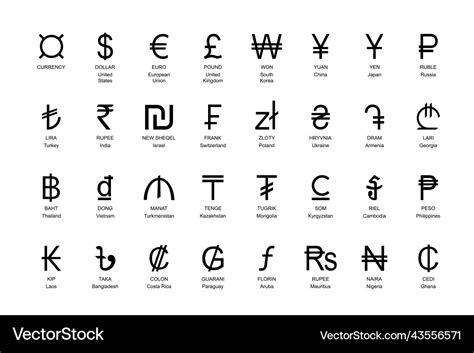 ¤ $ € £ ₩ ¥ ¥ ₽
CURRENCY DOLLAR EURO POUND WON YUAN YEN RUBLE
United States European Union United Kingdom South Korea China Japan Russia
₺ ₹ ₪ ₣ zł ₴ ֏ ₾
LIRA RUPEE NEW SHEQEL FRANK ZLOTY HRYVNIA DRAM LARI
Turkey India Israel Switzerland Poland Ukraine Armenia Georgia
฿ ₫ ₼ ₸ ₮ с ៛ ₱
BAHT DONG MANAT TENGE TUGRIK SOM RIEL PESO
Thailand Vietnam Turkmenistan Kazakhstan Mongolia Kyrgyzstan Cambodia Philippines
₭ ৳ ₡ ₲ ƒ ₨ ₦ ₵
KIP TAKA COLON GUARANI FLORIN RUPEE NAIRA CEDI
Laos Bangladesh Costa Rica Paraguay Aruba Mauritius Nigeria Ghana
VectorStock® VectorStock.com/43556571